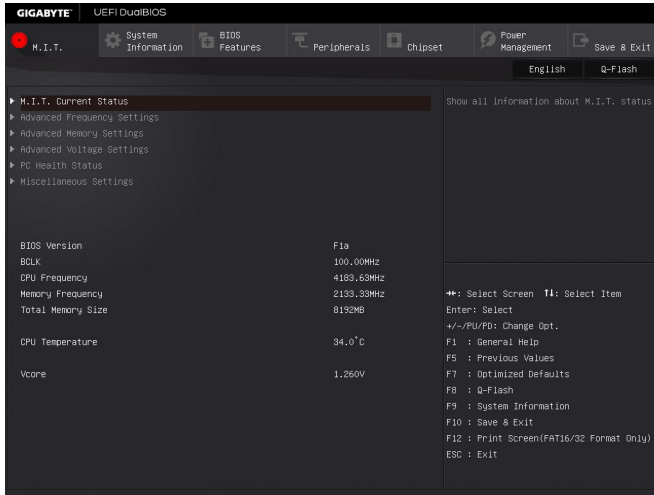 GIGABYTE™ UEFI DualBIOS
M.I.T.
System Information
BIOS Features
Peripherals
Chipset
Power Management
Save & Exit
English Q-Flash
M.I.T. Current Status
Advanced Frequency Settings
Advanced Memory Settings
Advanced Voltage Settings
PC Health Status
Miscellaneous Settings
Show all information about M.I.T. status
BIOS Version F1a
BCLK 100.00MHz
CPU Frequency 4183.63MHz
Memory Frequency 2133.33MHz
Total Memory Size 8192MB
CPU Temperature 34.0°C
Vcore 1.260V
→←: Select Screen ↑↓: Select Item
Enter: Select
+/-/PU/PD: Change Opt.
F1 : General Help
F5 : Previous Values
F7 : Optimized Defaults
F8 : Q-Flash
F9 : System Information
F10 : Save & Exit
F12 : Print Screen(FAT16/32 Format Only)
ESC : Exit